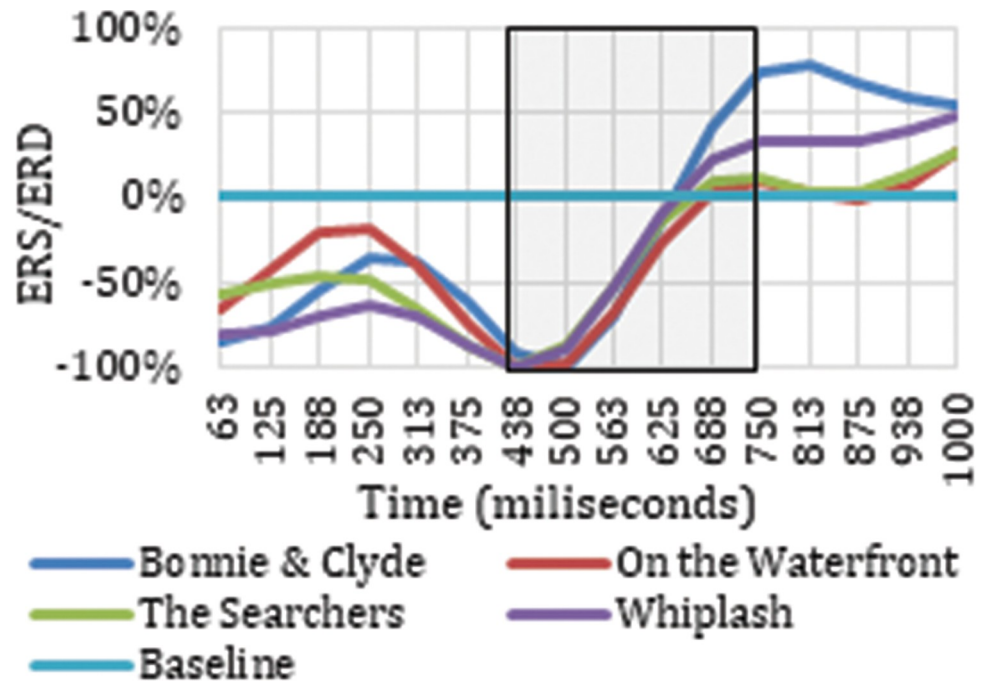 100%
50%
0%
-50%
-100%
ERS/ERD
63 125 188 250 313 375 438 500 563 625 688 750 813 875 938 1000
Time (miliseconds)
Bonnie & Clyde On the Waterfront
The Searchers Whiplash
Baseline